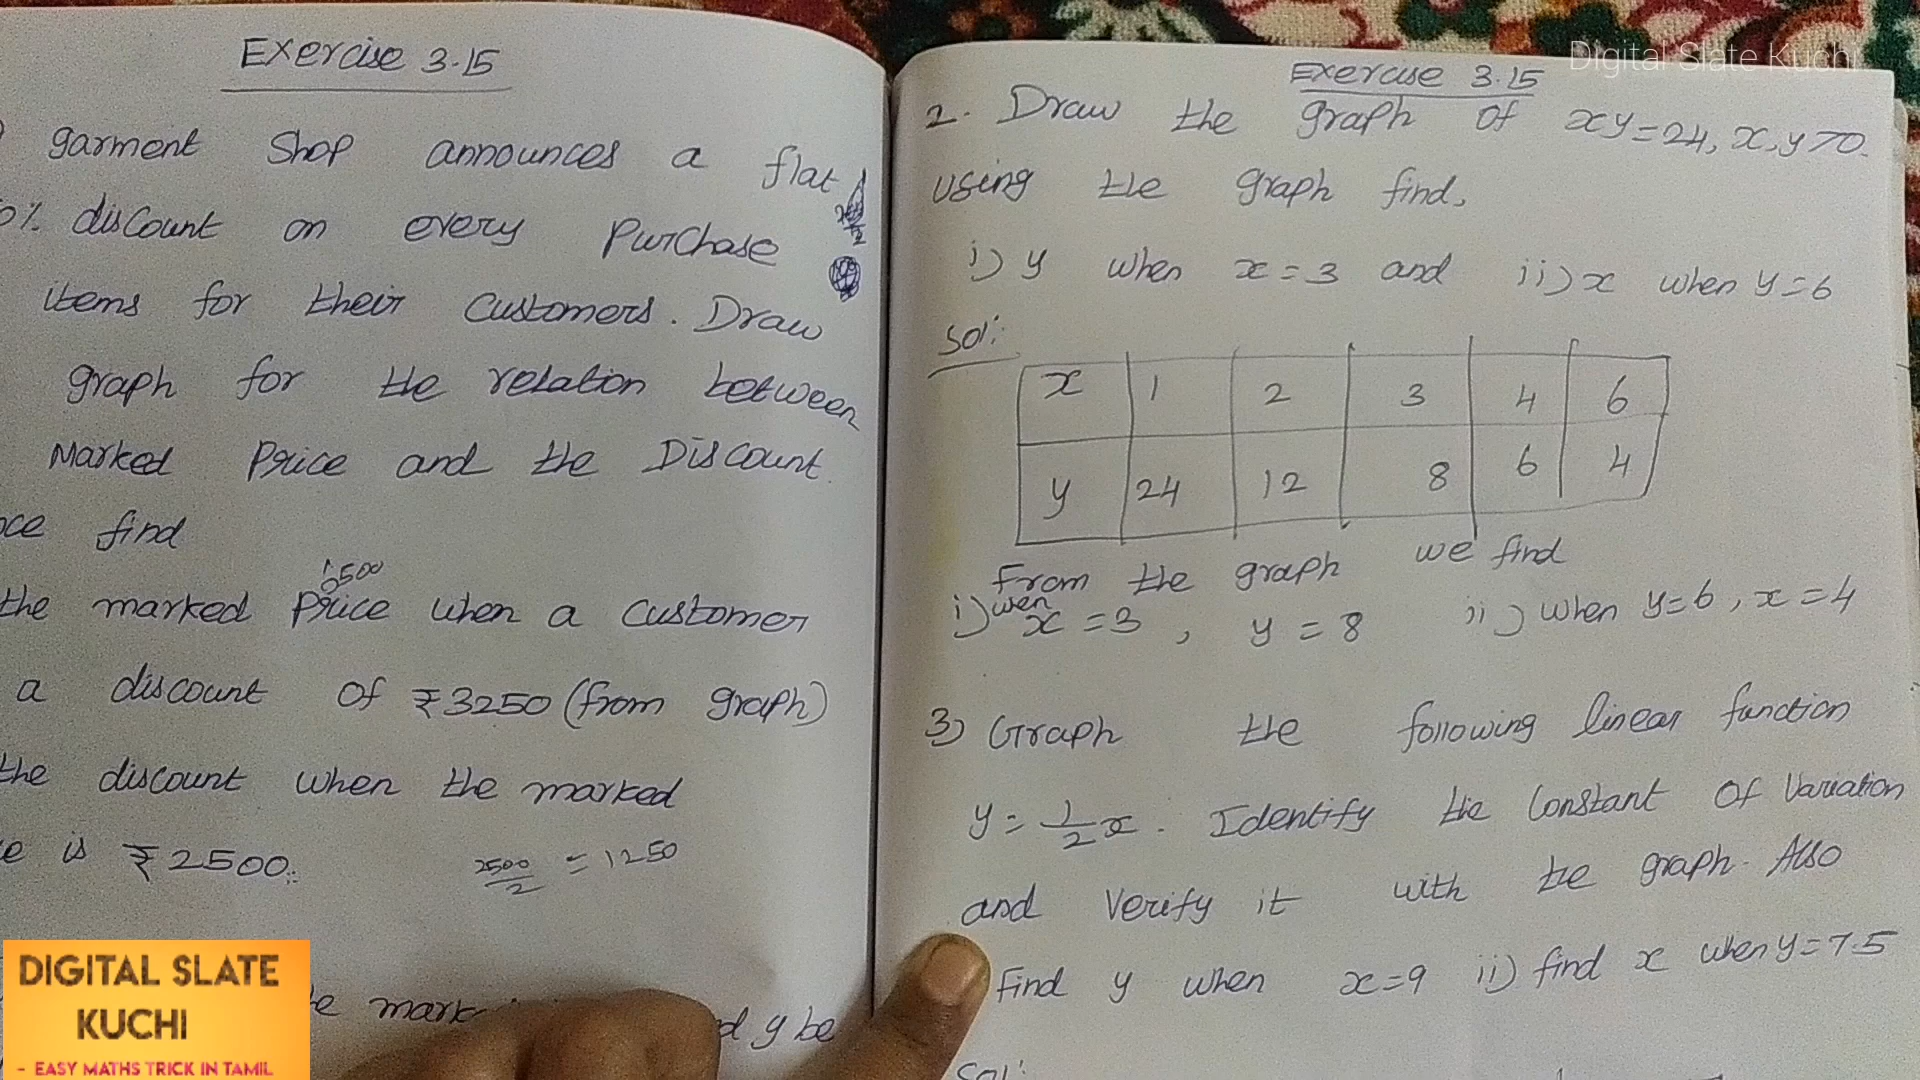 Exercise 3.15
garment Shop announces a flat
0% discount on every Purchase
items for their Customers. Draw
graph for the relation between
Marked Price and the Discount.
find
500
the marked Price when a customer
a discount of ₹3250 (from graph)
the discount when the marked
is ₹2500.
2500/2 = 1250
mark
y be
Exercise 3.15
2. Draw the graph of xy=24, x,y>0.
using the graph find,
i) y when x=3 and ii) x when y=6
Sol:
x 1 2 3 4 6
y 24 12 8 6 4
From the graph we find
i) wen x=3, y=8 ii) when y=6, x=4
3) Graph the following linear function
y=1/2 x. Identify the Constant of Variation
and Verify it with the graph. Also
Find y when x=9 ii) find x when y=7.5
Sol:
Digital Slate Kuchi
DIGITAL SLATE
KUCHI
- EASY MATHS TRICK IN TAMIL